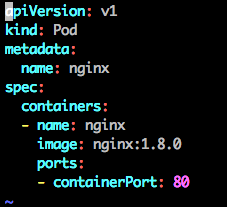 apiVersion: v1
kind: Pod
metadata:
  name: nginx
spec:
  containers:
  - name: nginx
    image: nginx:1.8.0
    ports:
    - containerPort: 80
~